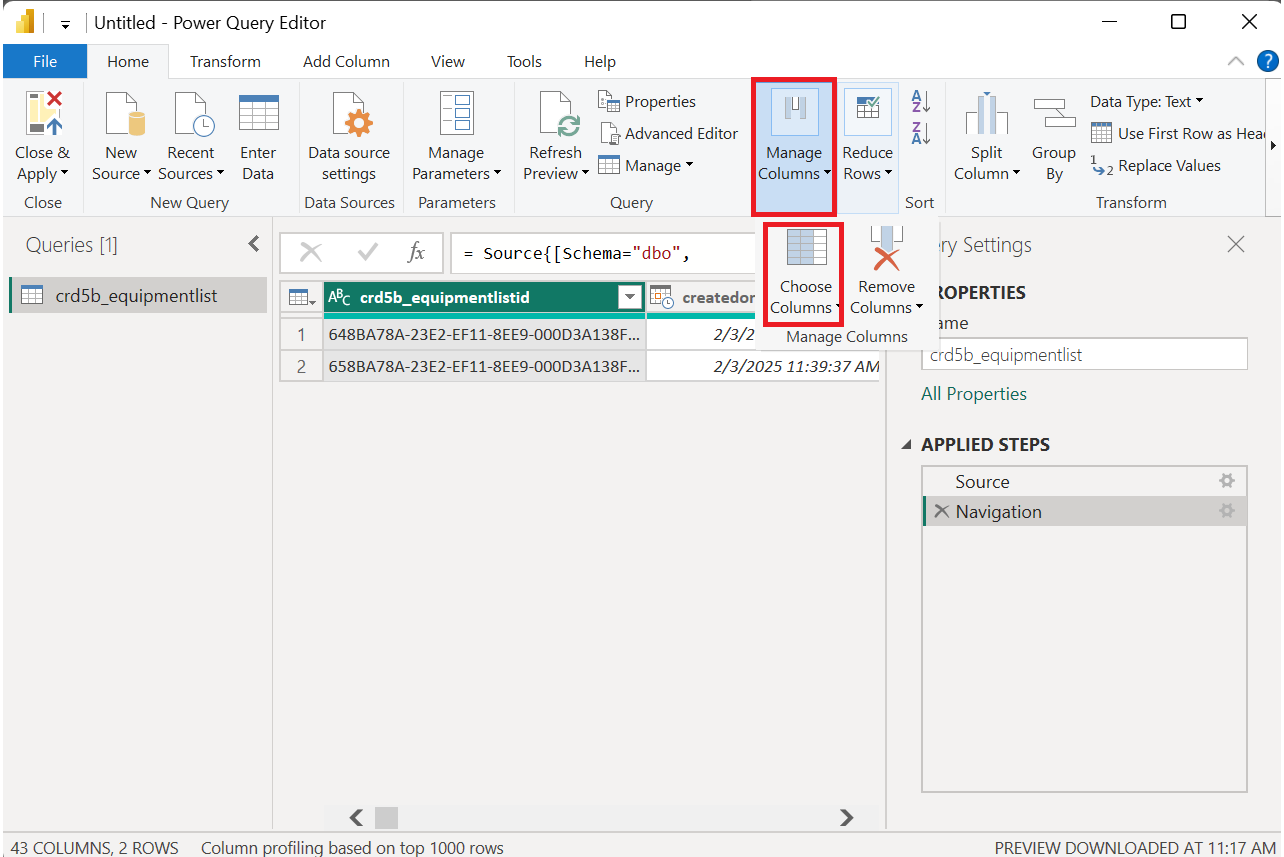 Untitled - Power Query Editor
File Home Transform Add Column View Tools Help
?
Close & Apply
Close
New Source
Recent Sources
Enter Data
New Query
Data source settings
Data Sources
Manage Parameters
Parameters
Refresh Preview
Properties
Advanced Editor
Manage
Query
Manage Columns
Reduce Rows
A Z
Z A
Sort
Split Column
Group By
Data Type: Text
Use First Row as Hea
1 2 Replace Values
Transform
Queries [1]
crd5b_equipmentlist
fx
= Source{[Schema="dbo",
Choose Columns
Remove Columns
Manage Columns
ABC crd5b_equipmentlistid
createdon
1 648BA78A-23E2-EF11-8EE9-000D3A138F... 2/3/2
2 658BA78A-23E2-EF11-8EE9-000D3A138F... 2/3/2025 11:39:37 AM
ry Settings
ROPERTIES
ame
crd5b_equipmentlist
All Properties
APPLIED STEPS
Source
Navigation
43 COLUMNS, 2 ROWS Column profiling based on top 1000 rows
PREVIEW DOWNLOADED AT 11:17 AM